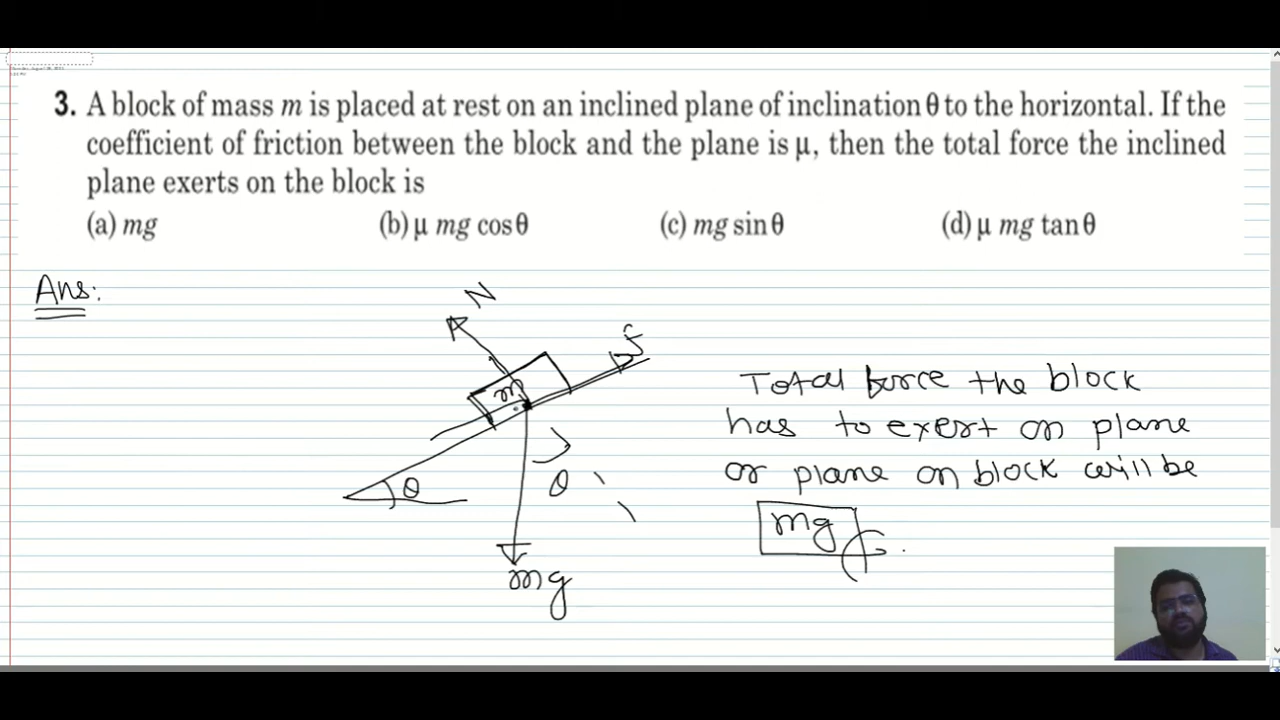 3. A block of mass m is placed at rest on an inclined plane of inclination θ to the horizontal. If the
coefficient of friction between the block and the plane is μ, then the total force the inclined
plane exerts on the block is
(a) mg (b) μ mg cosθ (c) mg sinθ (d) μ mg tanθ
Ans:
N
f
m
θ
θ
mg
Total force the block
has to exert on plane
or plane on block will be
mg